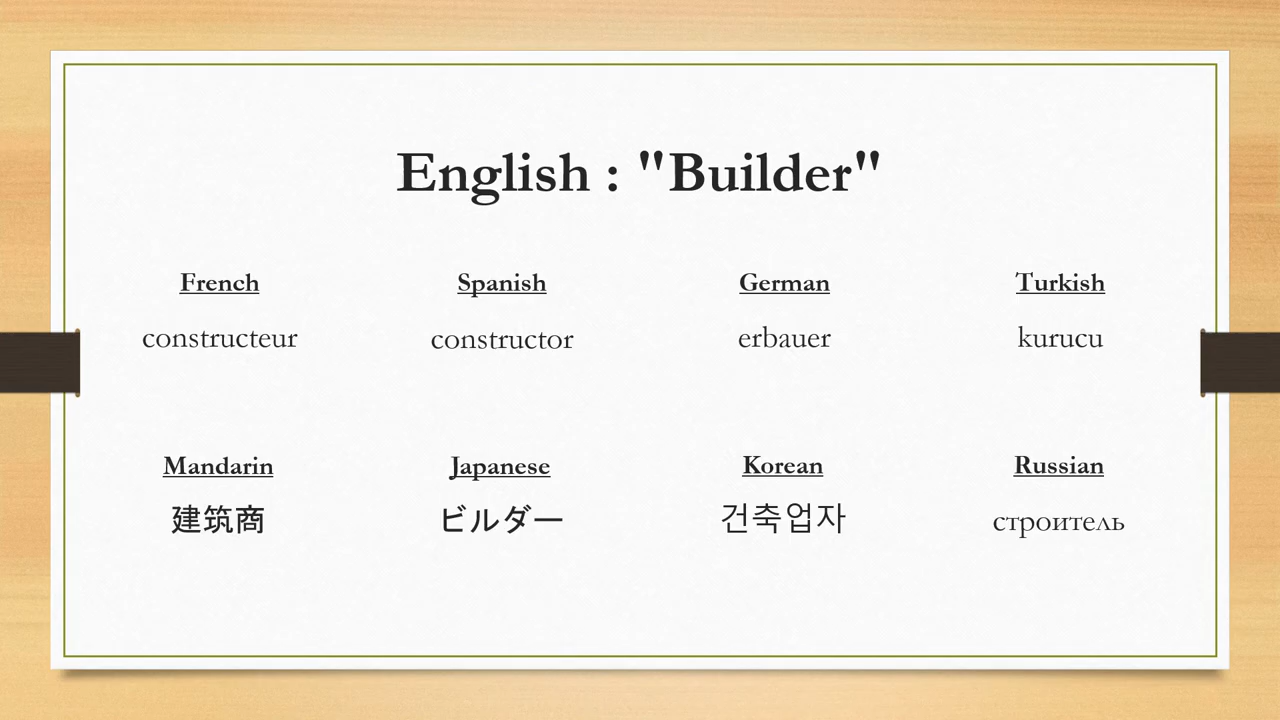 English : "Builder"
French
Spanish
German
Turkish
constructeur
constructor
erbauer
kurucu
Mandarin
Japanese
Korean
Russian
建筑商
ビルダー
건축업자
строитель